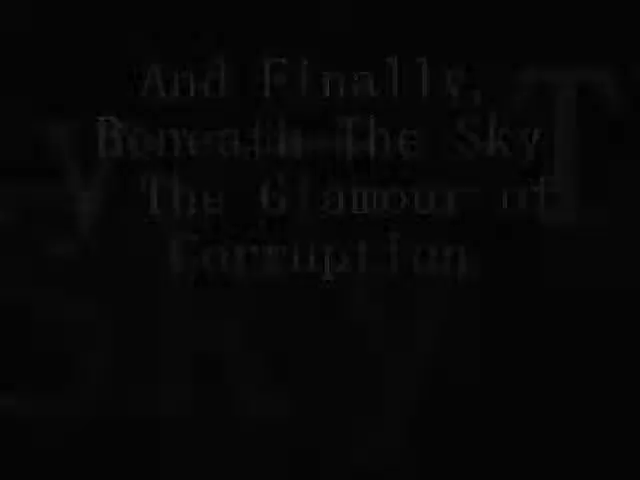 And Finally,
Beneath The Sky
The Glamour of
Corruption